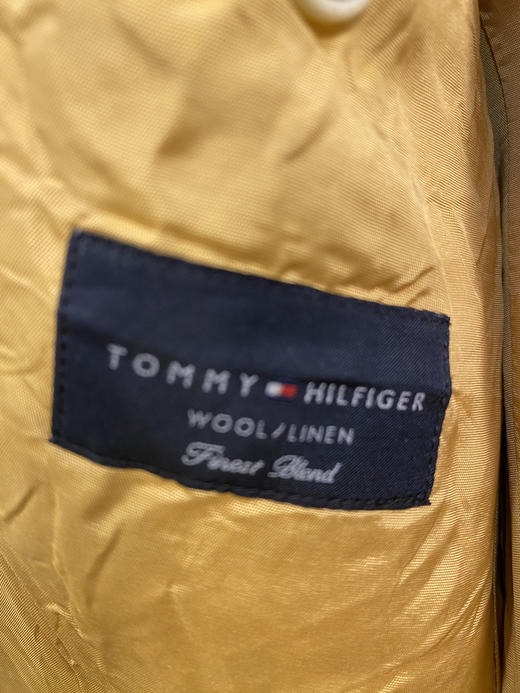 TOMMY HILFIGER
WOOL/LINEN
Finest Blend